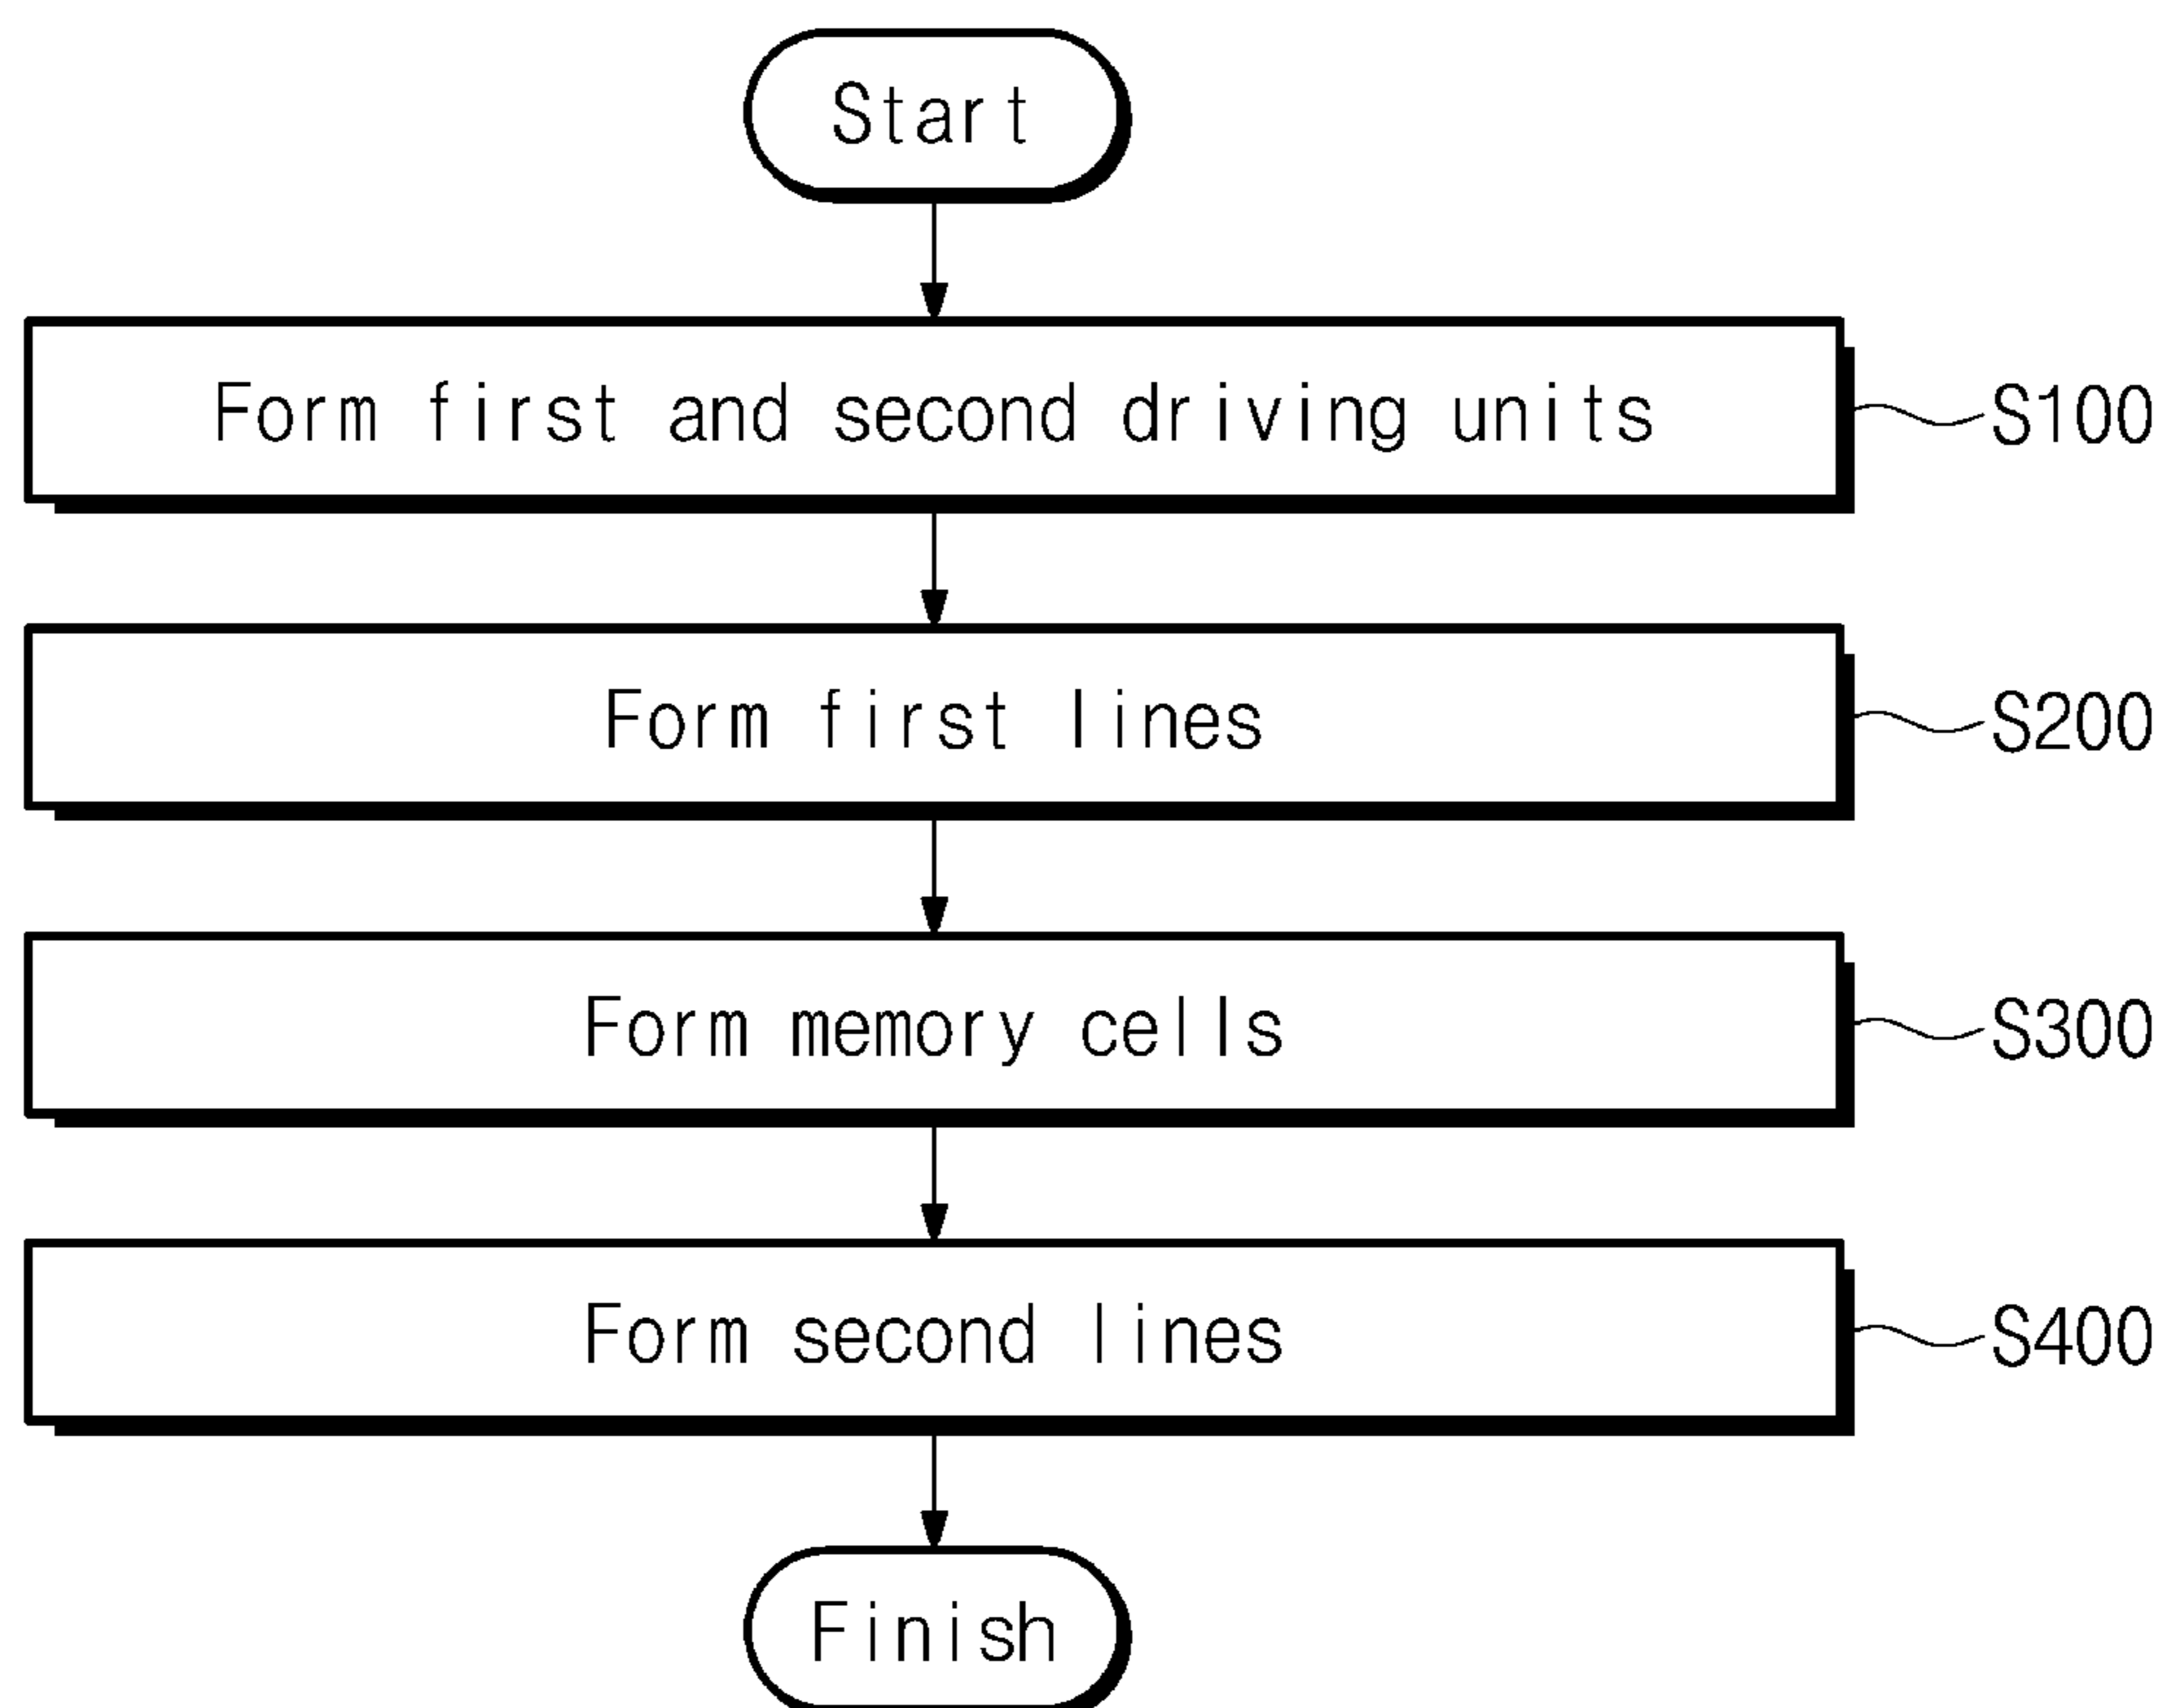 Start
Form first and second driving units
S100
Form first lines
S200
Form memory cells
S300
Form second lines
S400
Finish